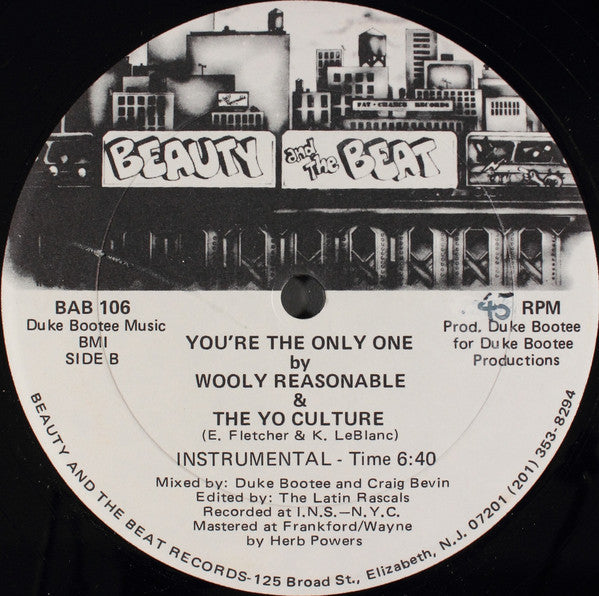 FAT · CHANCE RECORDS
BEAUTY and The BEAT
BAB 106
Duke Bootee Music
BMI
SIDE B
45 RPM
Prod. Duke Bootee
for Duke Bootee
Productions
YOU'RE THE ONLY ONE
by
WOOLY REASONABLE
&
THE YO CULTURE
(E. Fletcher & K. LeBlanc)
INSTRUMENTAL - Time 6:40
Mixed by: Duke Bootee and Craig Bevin
Edited by: The Latin Rascals
Recorded at I.N.S.—N.Y.C.
Mastered at Frankford/Wayne
by Herb Powers
BEAUTY AND THE BEAT RECORDS-125 Broad St., Elizabeth, N.J. 07201 (201) 353-8294